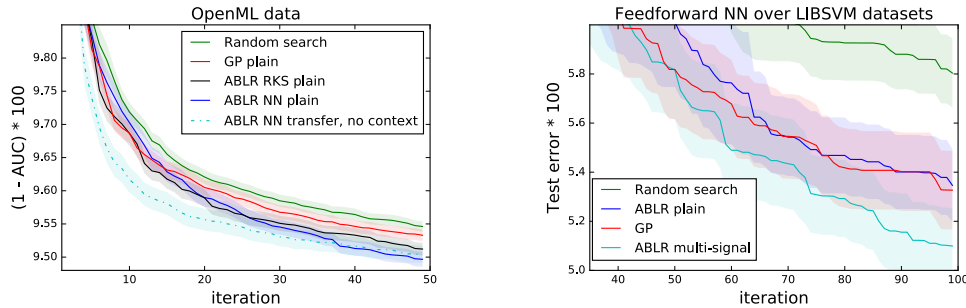 OpenML data
(1 - AUC) * 100
9.80
9.75
9.70
9.65
9.60
9.55
9.50
Random search
GP plain
ABLR RKS plain
ABLR NN plain
ABLR NN transfer, no context
10
20
30
40
50
iteration
Feedforward NN over LIBSVM datasets
Test error * 100
5.8
5.6
5.4
5.2
5.0
Random search
ABLR plain
GP
ABLR multi-signal
40
50
60
70
80
90
100
iteration